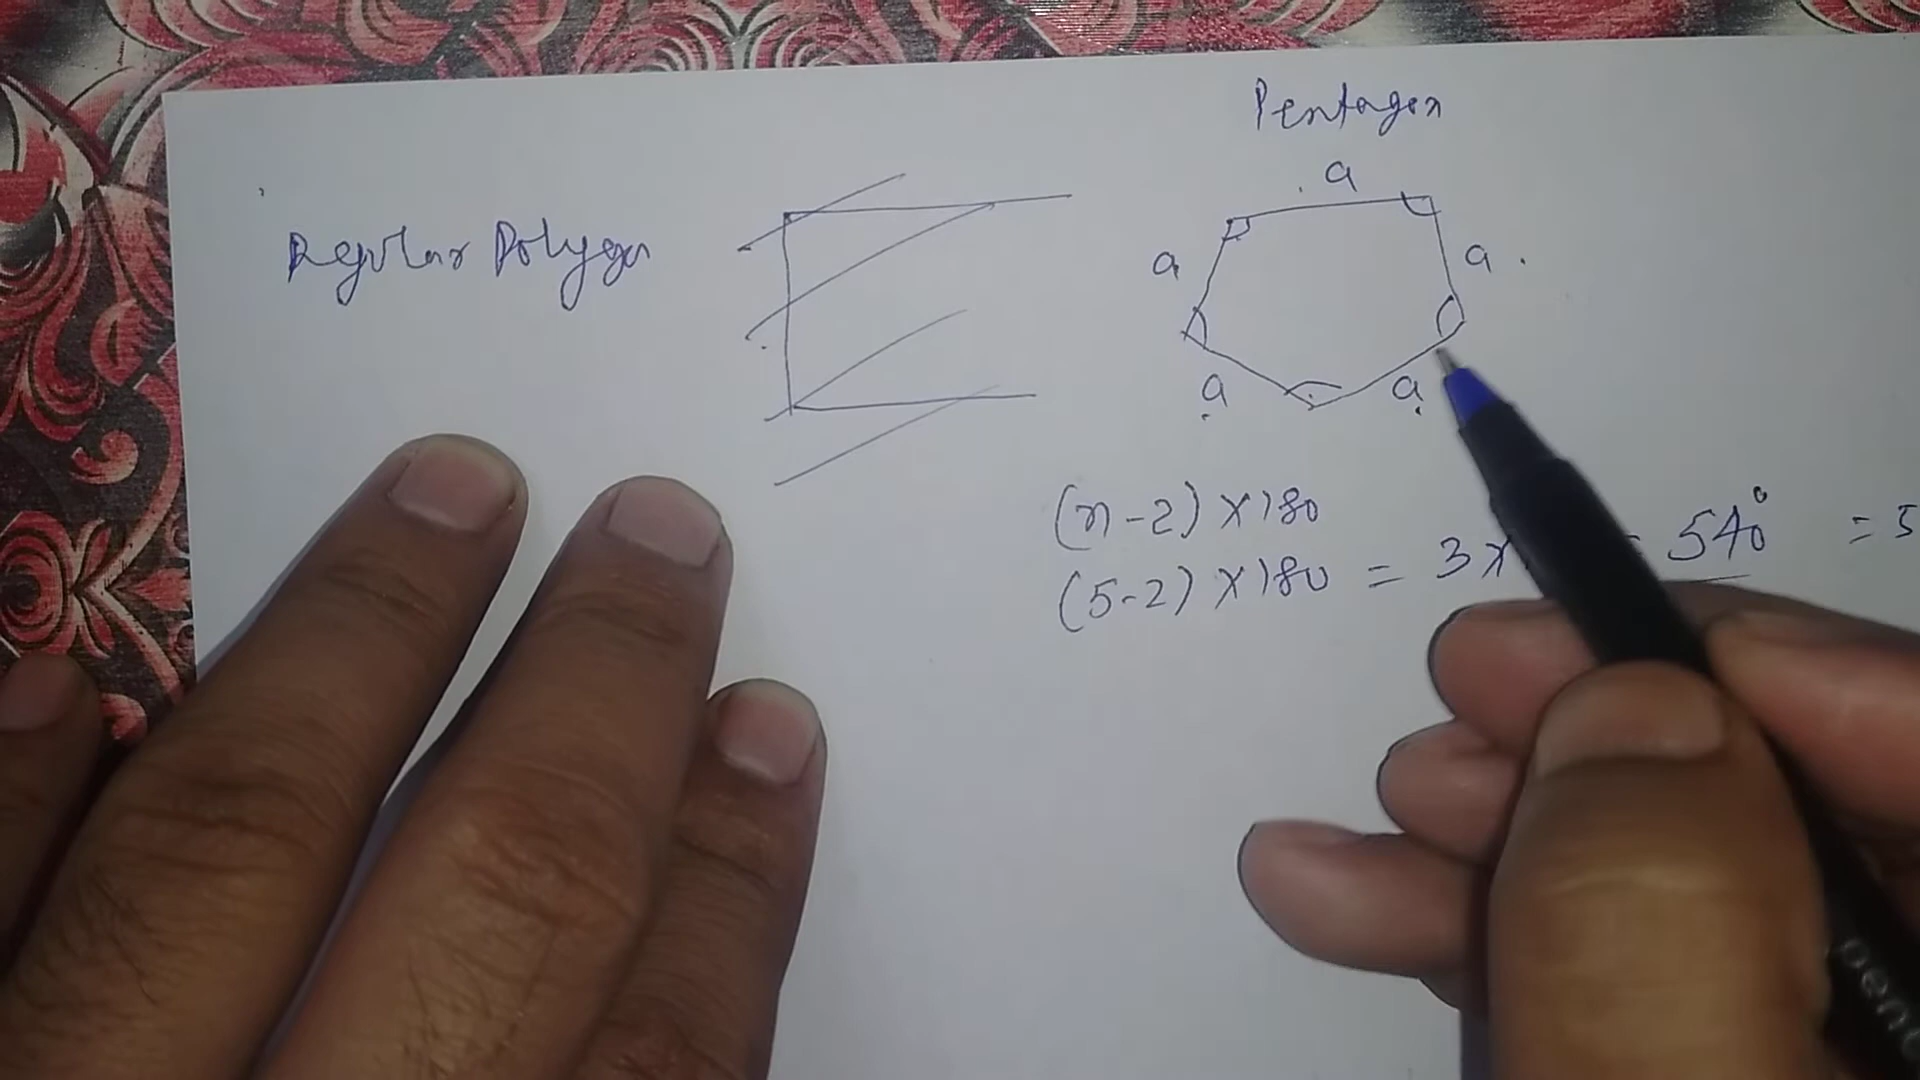 Pentagon
a
Regular Polygon
a
a
a
a
(n-2) x 180
(5-2) x 180 = 3 x = 540° = 5